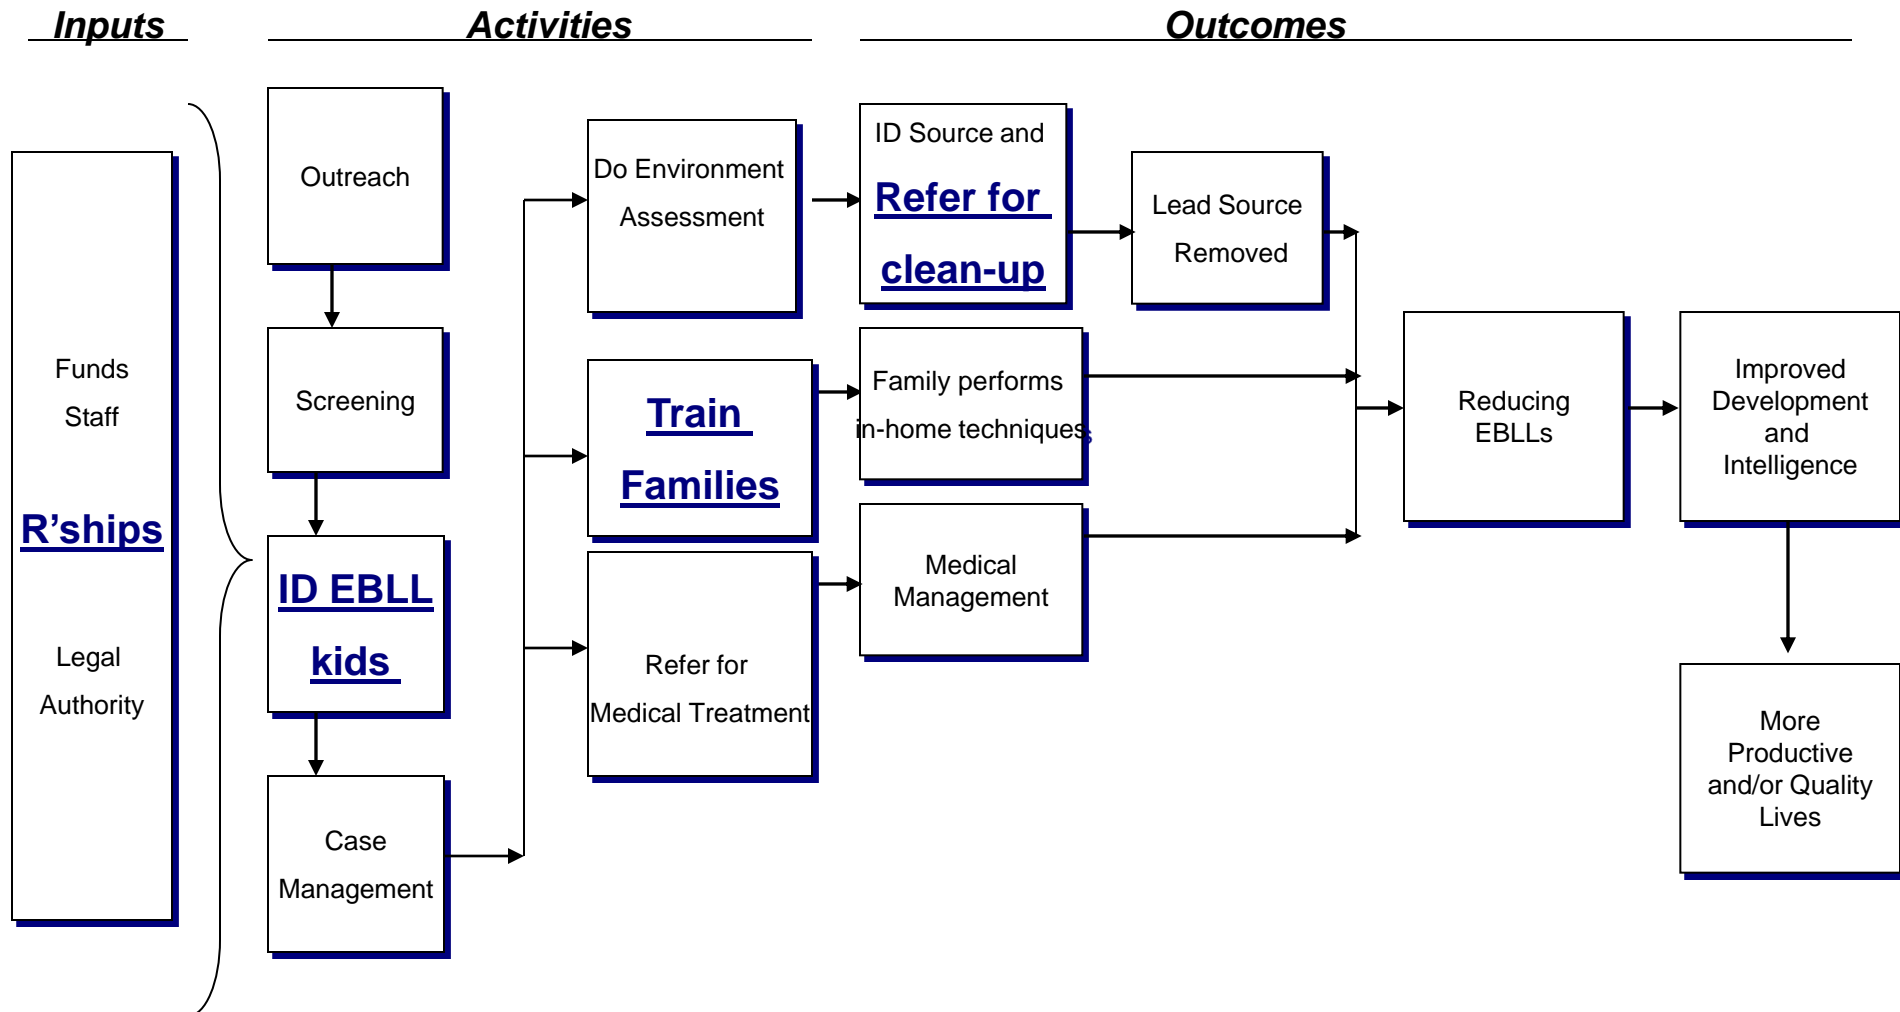 Inputs
Activities
Outcomes
Funds
Staff
R'ships
Legal
Authority
Outreach
Screening
ID EBLL
kids
Case
Management
Do Environment
Assessment
Train
Families
Refer for
Medical Treatment
ID Source and
Refer for
clean-up
Family performs
in-home techniques
Medical
Management
Lead Source
Removed
Reducing
EBLLs
Improved
Development
and
Intelligence
More
Productive
and/or Quality
Lives